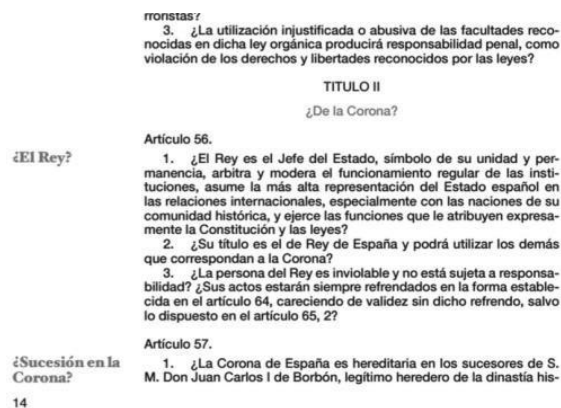 rroristas?
3. ¿La utilización injustificada o abusiva de las facultades reco-
nocidas en dicha ley orgánica producirá responsabilidad penal, como
violación de los derechos y libertades reconocidos por las leyes?
TITULO II
¿De la Corona?
Artículo 56.
¿El Rey?
1. ¿El Rey es el Jefe del Estado, símbolo de su unidad y per-
manencia, arbitra y modera el funcionamiento regular de las insti-
tuciones, asume la más alta representación del Estado español en
las relaciones internacionales, especialmente con las naciones de su
comunidad histórica, y ejerce las funciones que le atribuyen expresa-
mente la Constitución y las leyes?
2. ¿Su título es el de Rey de España y podrá utilizar los demás
que correspondan a la Corona?
3. ¿La persona del Rey es inviolable y no está sujeta a responsa-
bilidad? ¿Sus actos estarán siempre refrendados en la forma estable-
cida en el artículo 64, careciendo de validez sin dicho refrendo, salvo
lo dispuesto en el artículo 65, 2?
Artículo 57.
¿Sucesión en la
Corona?
1. ¿La Corona de España es hereditaria en los sucesores de S.
M. Don Juan Carlos I de Borbón, legítimo heredero de la dinastía his-
14